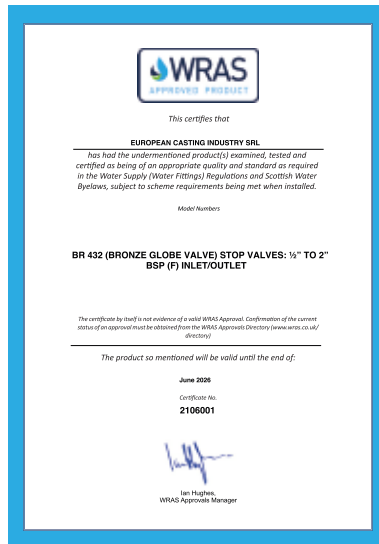 WRAS
APPROVED PRODUCT
This certifies that
EUROPEAN CASTING INDUSTRY SRL
has had the undermentioned product(s) examined, tested and
certified as being of an appropriate quality and standard as required
in the Water Supply (Water Fittings) Regulations and Scottish Water
Byelaws, subject to scheme requirements being met when installed.
Model Numbers
BR 432 (BRONZE GLOBE VALVE) STOP VALVES: ½" TO 2"
BSP (F) INLET/OUTLET
The certificate by itself is not evidence of a valid WRAS Approval. Confirmation of the current
status of an approval must be obtained from the WRAS Approvals Directory (www.wras.co.uk/
directory)
The product so mentioned will be valid until the end of:
June 2026
Certificate No.
2106001
Ian Hughes,
WRAS Approvals Manager